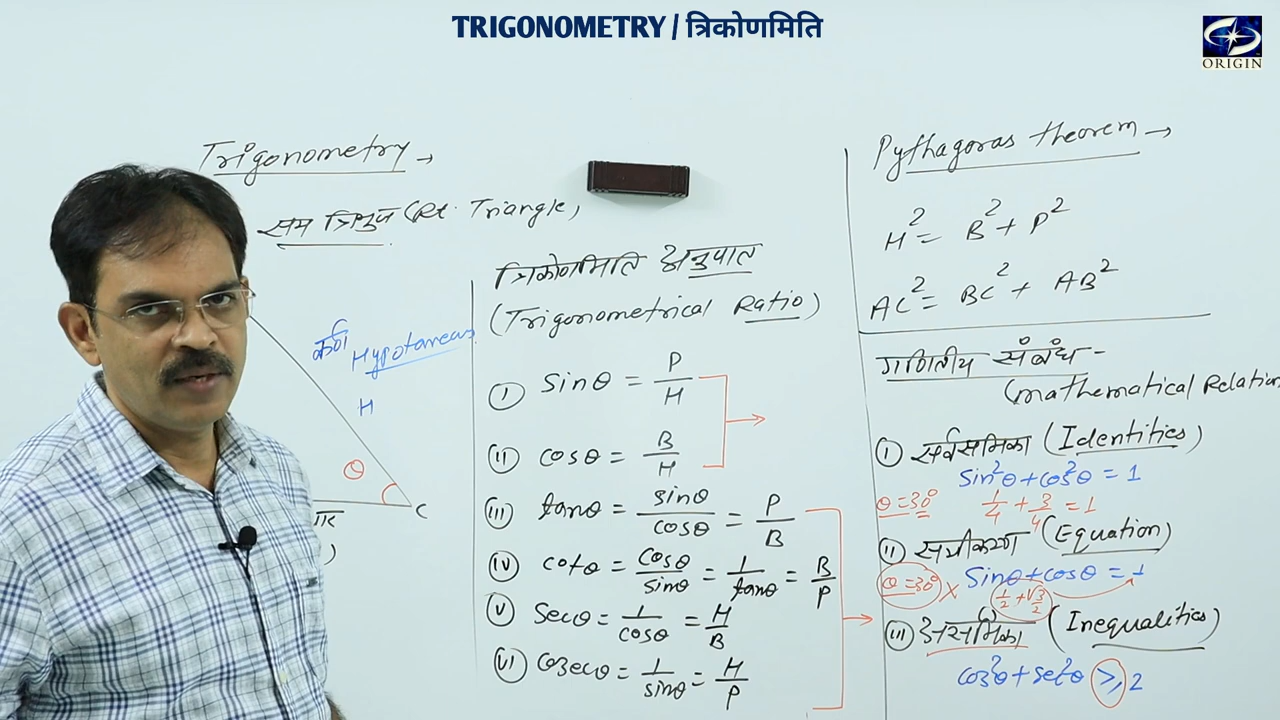 TRIGONOMETRY / त्रिकोणमिति
ORIGIN
Trigonometry →
सम त्रिभुज (Rt. Triangle,
कर्ण
Hypotaneas
H
θ
C
त्रिकोणमिति अनुपात
(Trigonometrical Ratio)
(I) sinθ = P/H
(II) cosθ = B/H
(III) tanθ = sinθ/cosθ = P/B
(IV) cotθ = cosθ/sinθ = 1/tanθ = B/P
(V) secθ = 1/cosθ = H/B
(VI) cosecθ = 1/sinθ = H/P
Pythagoras theorem →
H² = B² + P²
AC² = BC² + AB²
गणितीय संबंध -
(mathematical Relation
(I) सर्वसमिका (Identities)
sin²θ + cos²θ = 1
θ = 30° 1/4 + 3/4 = 1
(II) समीकरण (Equation)
θ = 30° × sinθ + cosθ = 1
1/2 + √3/2
(III) असमिका (Inequalities)
cos²θ + sec²θ ≥ 2